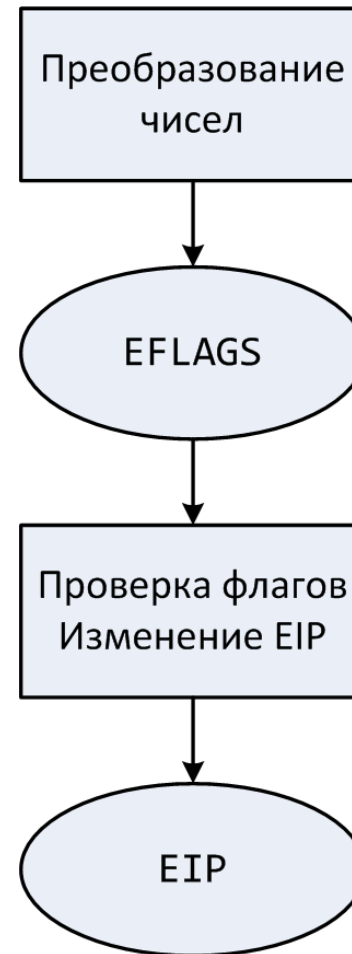 Преобразование
чисел
EFLAGS
Проверка флагов
Изменение EIP
EIP